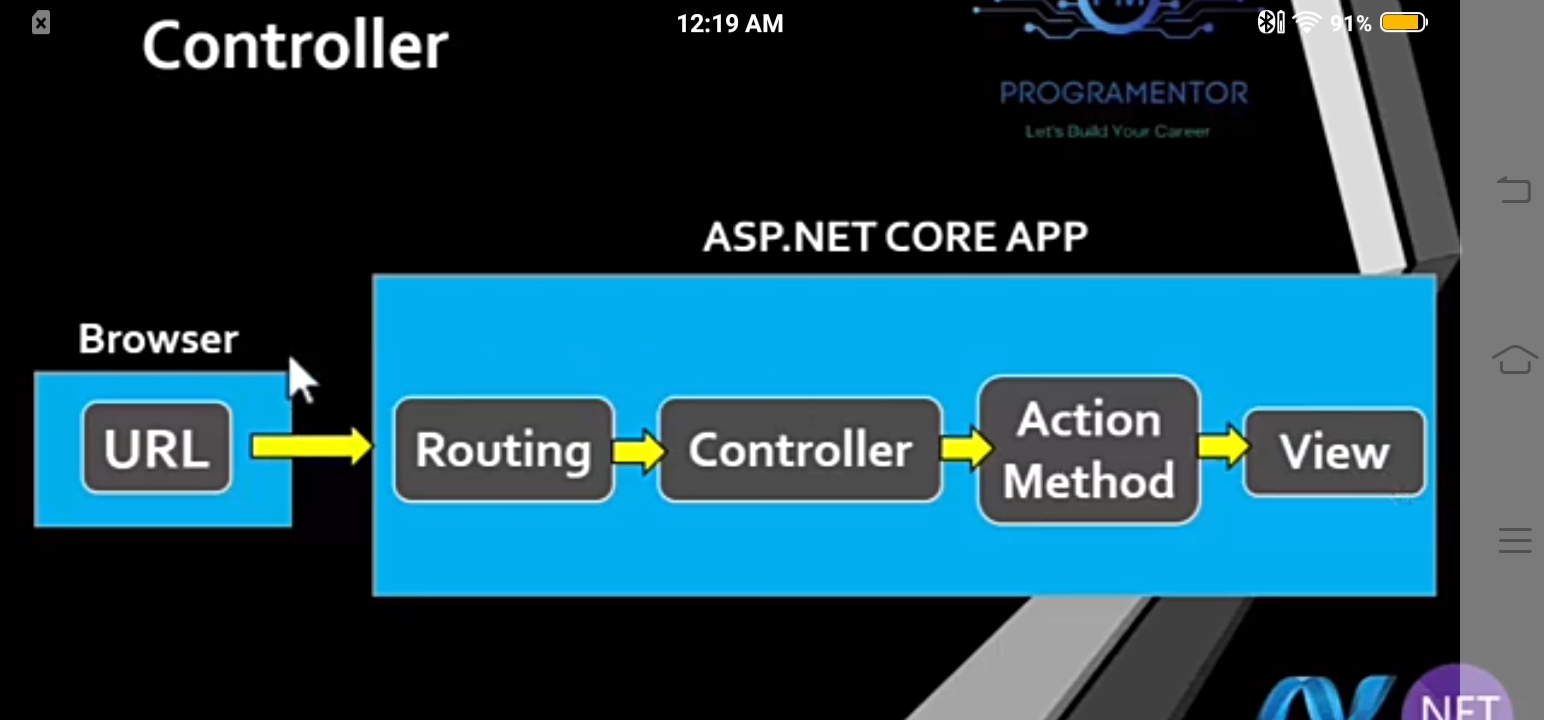 12:19 AM
91%
Controller
PROGRAMENTOR
Let's Build Your Career
ASP.NET CORE APP
Browser
URL
Routing
Controller
Action
Method
View
.NET